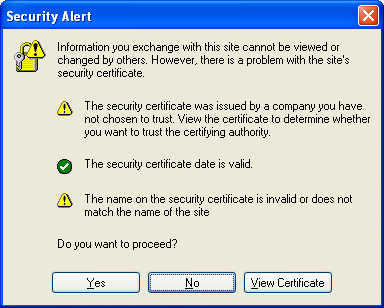 Security Alert
Information you exchange with this site cannot be viewed or
changed by others. However, there is a problem with the site's
security certificate.
The security certificate was issued by a company you have
not chosen to trust. View the certificate to determine whether
you want to trust the certifying authority.
The security certificate date is valid.
The name on the security certificate is invalid or does not
match the name of the site
Do you want to proceed?
Yes
No
View Certificate